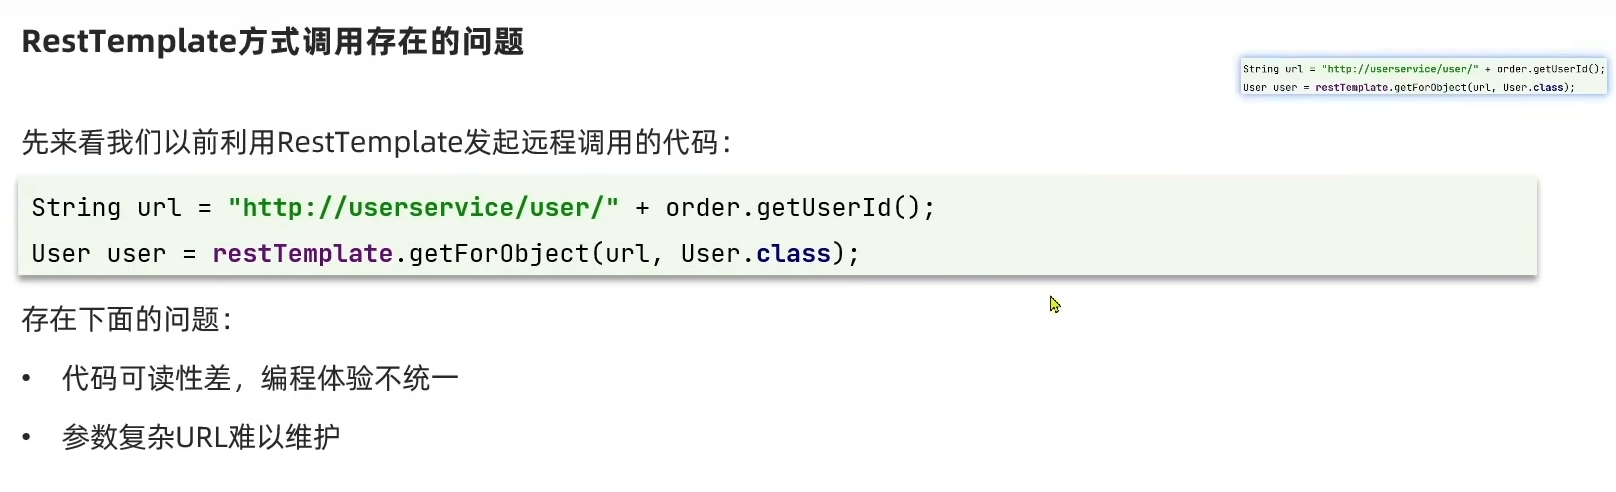 RestTemplate方式调用存在的问题
String url = "http://userservice/user/" + order.getUserId();
User user = restTemplate.getForObject(url, User.class);
先来看我们以前利用RestTemplate发起远程调用的代码：
String url = "http://userservice/user/" + order.getUserId();
User user = restTemplate.getForObject(url, User.class);
存在下面的问题：
• 代码可读性差，编程体验不统一
• 参数复杂URL难以维护